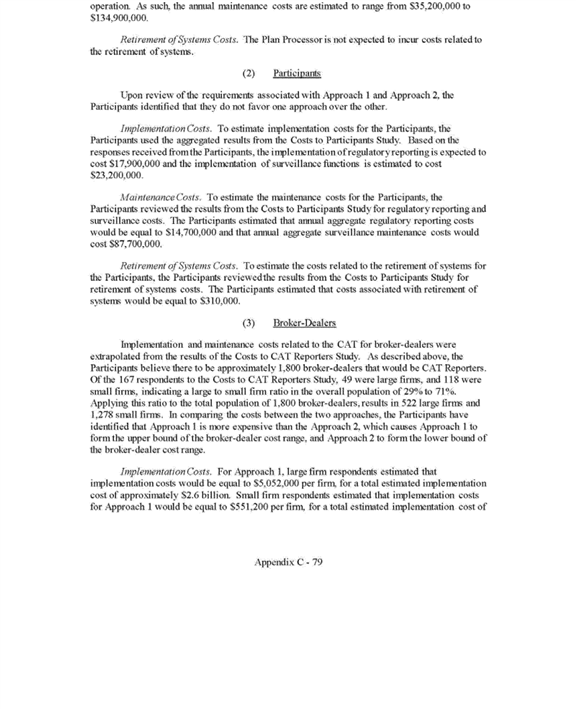 operation. As such, the annual maintenance costs are estimated to range from $35,200,000 to
$134,900,000.
Retirement of Systems Costs. The Plan Processor is not expected to incur costs related to
the retirement of systems.
(2) Participants
Upon review of the requirements associated with Approach 1 and Approach 2, the
Participants identified that they do not favor one approach over the other.
Implementation Costs. To estimate implementation costs for the Participants, the
Participants used the aggregated results from the Costs to Participants Study. Based on the
responses received from the Participants, the implementation of regulatory reporting is expected to
cost $17,900,000 and the implementation of surveillance functions is estimated to cost
$23,200,000.
Maintenance Costs. To estimate the maintenance costs for the Participants, the
Participants reviewed the results from the Costs to Participants Study for regulatory reporting and
surveillance costs. The Participants estimated that annual aggregate regulatory reporting costs
would be equal to $14,700,000 and that annual aggregate surveillance maintenance costs would
cost $87,700,000.
Retirement of Systems Costs. To estimate the costs related to the retirement of systems for
the Participants, the Participants reviewed the results from the Costs to Participants Study for
retirement of systems costs. The Participants estimated that costs associated with retirement of
systems would be equal to $310,000.
(3) Broker-Dealers
Implementation and maintenance costs related to the CAT for broker-dealers were
extrapolated from the results of the Costs to CAT Reporters Study. As described above, the
Participants believe there to be approximately 1,800 broker-dealers that would be CAT Reporters.
Of the 167 respondents to the Costs to CAT Reporters Study, 49 were large firms, and 118 were
small firms, indicating a large to small firm ratio in the overall population of 29% to 71%.
Applying this ratio to the total population of 1,800 broker-dealers, results in 522 large firms and
1,278 small firms. In comparing the costs between the two approaches, the Participants have
identified that Approach 1 is more expensive than the Approach 2, which causes Approach 1 to
form the upper bound of the broker-dealer cost range, and Approach 2 to form the lower bound of
the broker-dealer cost range.
Implementation Costs. For Approach 1, large firm respondents estimated that
implementation costs would be equal to $5,052,000 per firm, for a total estimated implementation
cost of approximately $2.6 billion. Small firm respondents estimated that implementation costs
for Approach 1 would be equal to $551,200 per firm, for a total estimated implementation cost of
Appendix C - 79